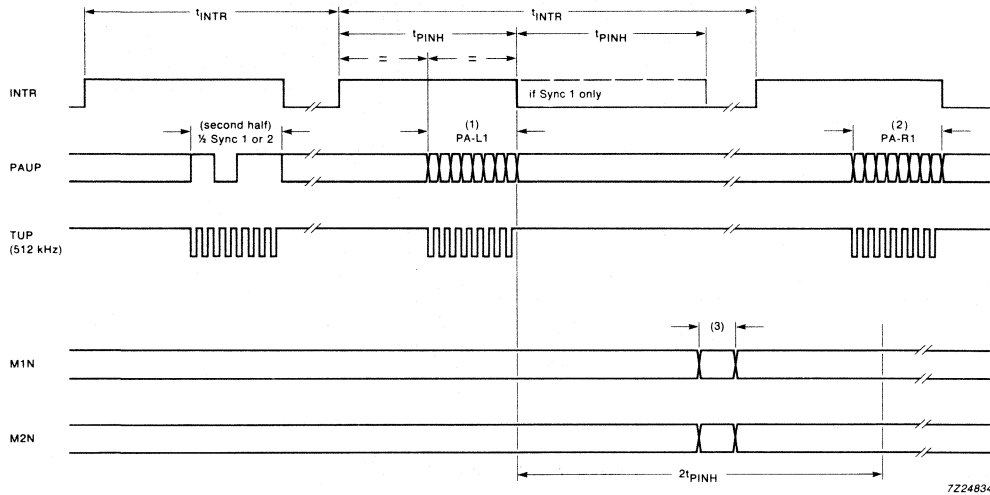 tINTR
tINTR
tPINH
tPINH
= =
INTR
if Sync 1 only
(second half)
½ Sync 1 or 2
(1)
PA-L1
(2)
PA-R1
PAUP
TUP
(512 kHz)
(3)
M1N
M2N
2tPINH
7Z24834